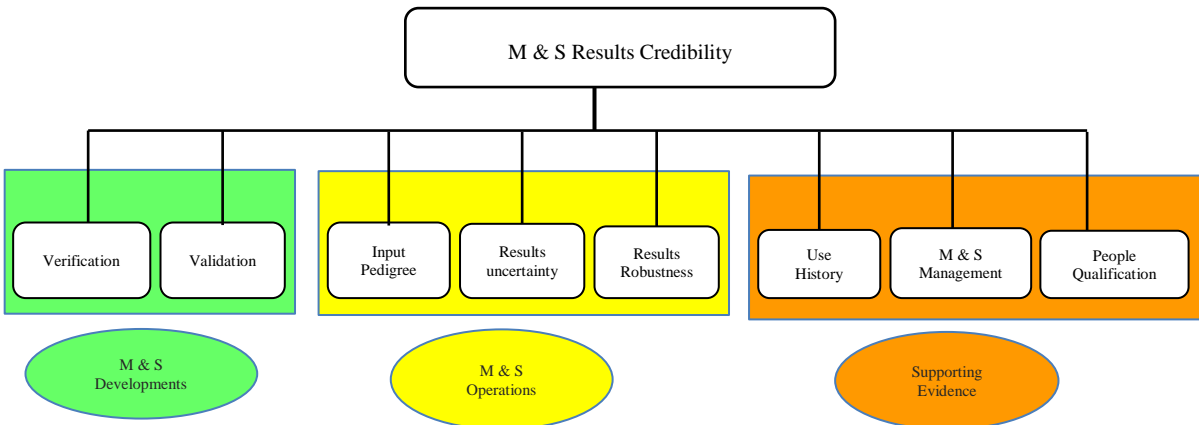 M & S Results Credibility
Verification
Validation
Input
Pedigree
Results
uncertainty
Results
Robustness
Use
History
M & S
Management
People
Qualification
M & S
Developments
M & S
Operations
Supporting
Evidence